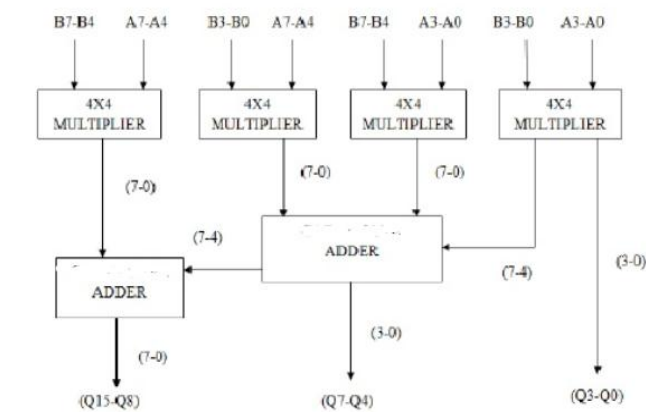 B7-B4 A7-A4 B3-B0 A7-A4 B7-B4 A3-A0 B3-B0 A3-A0
4X4 4X4 4X4 4X4
MULTIPLIER MULTIPLIER MULTIPLIER MULTIPLIER
(7-0) (7-0)
(7-0)
(7-4)
ADDER
(7-4) (3-0)
ADDER
(3-0)
(7-0)
(Q15-Q8) (Q7-Q4) (Q3-Q0)